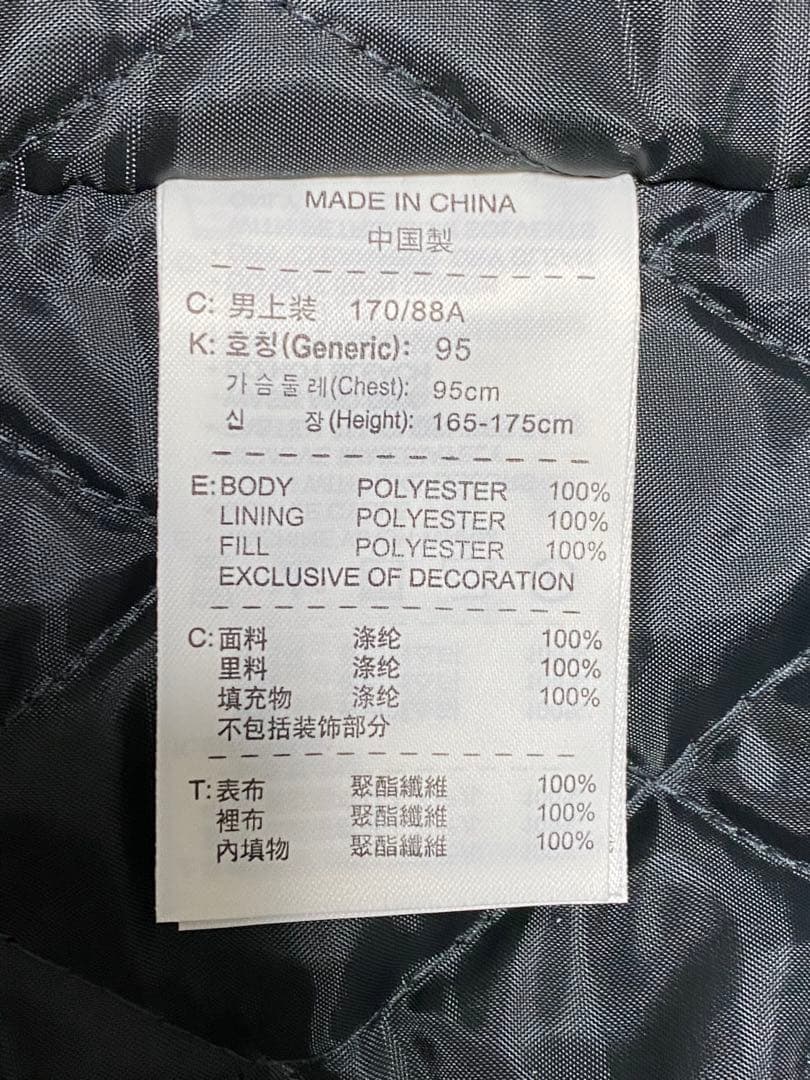 MADE IN CHINA
中国製
C: 男上装 170/88A
K: 호칭(Generic): 95
가슴둘레(Chest): 95cm
신 장(Height): 165-175cm
E: BODY POLYESTER 100%
LINING POLYESTER 100%
FILL POLYESTER 100%
EXCLUSIVE OF DECORATION
C: 面料 涤纶 100%
里料 涤纶 100%
填充物 涤纶 100%
不包括装饰部分
T: 表布 聚酯纖維 100%
裡布 聚酯纖維 100%
內填物 聚酯纖維 100%